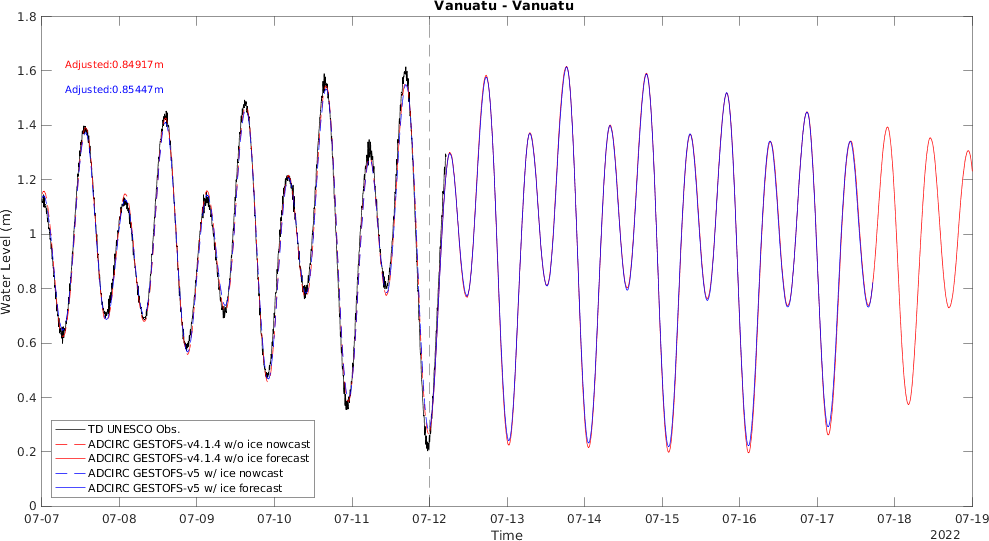 Vanuatu - Vanuatu
1.8
1.6
1.4
1.2
1
0.8
0.6
0.4
0.2
0
Water Level (m)
Adjusted:0.84917m
Adjusted:0.85447m
TD UNESCO Obs.
ADCIRC GESTOFS-v4.1.4 w/o ice nowcast
ADCIRC GESTOFS-v4.1.4 w/o ice forecast
ADCIRC GESTOFS-v5 w/ ice nowcast
ADCIRC GESTOFS-v5 w/ ice forecast
07-07 07-08 07-09 07-10 07-11 07-12 07-13 07-14 07-15 07-16 07-17 07-18 07-19
Time
2022